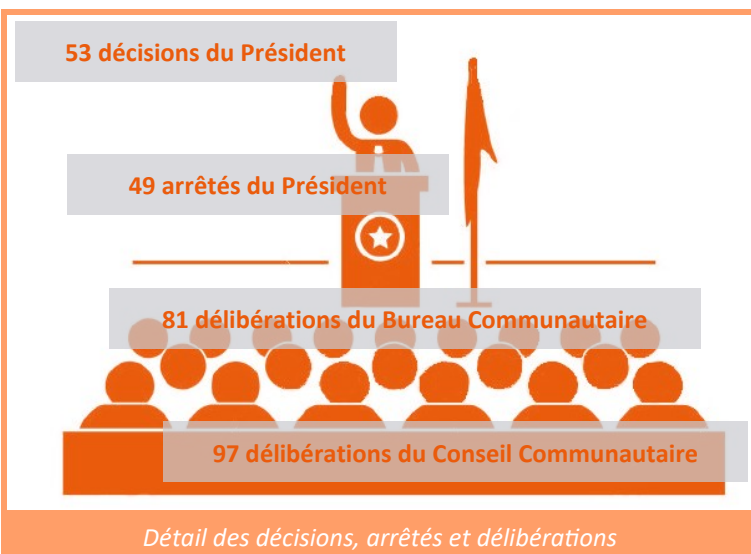 53 décisions du Président
49 arrêtés du Président
81 délibérations du Bureau Communautaire
97 délibérations du Conseil Communautaire
Détail des décisions, arrêtés et délibérations